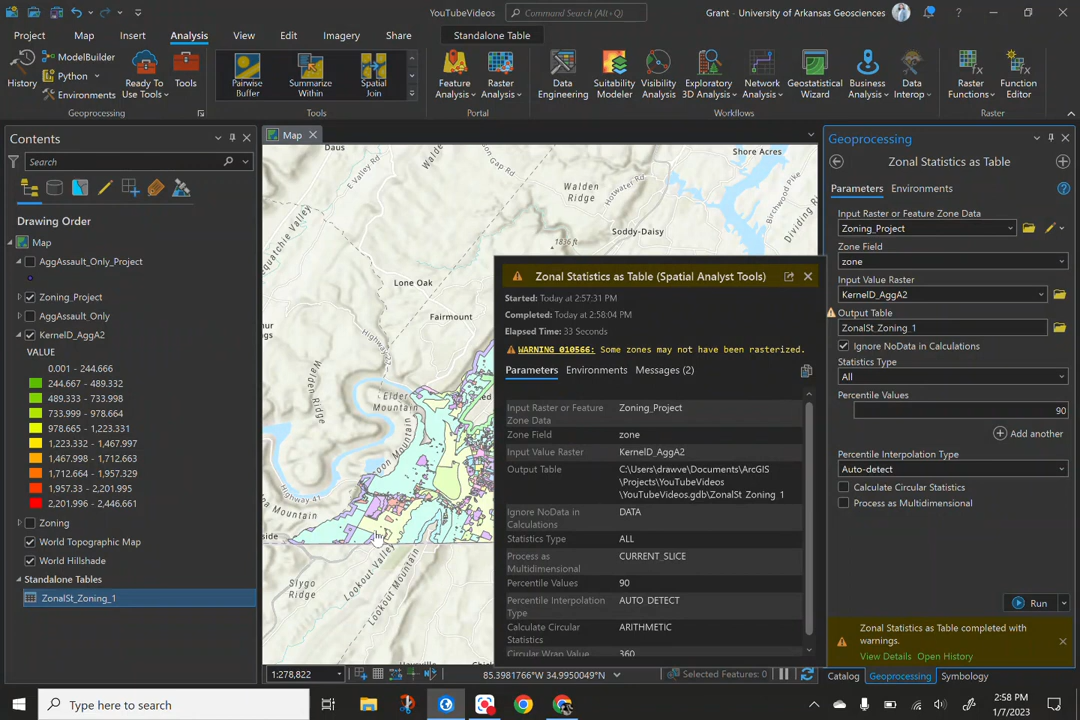 YouTubeVideos
Command Search (Alt+Q)
Grant - University of Arkansas Geosciences
Project
Map
Insert
Analysis
View
Edit
Imagery
Share
Standalone Table
History
ModelBuilder
Python
Environments
Ready To
Use Tools
Tools
Pairwise
Buffer
Summarize
Within
Spatial
Join
Feature
Analysis
Raster
Analysis
Data
Engineering
Suitability
Modeler
Visibility
Analysis
Exploratory
3D Analysis
Network
Analysis
Geostatistical
Wizard
Business
Analysis
Data
Interop
Raster
Functions
Function
Editor
Geoprocessing
Tools
Portal
Workflows
Raster
Contents
Search
Drawing Order
Map
AggAssault_Only_Project
Zoning_Project
AggAssault_Only
KernelD_AggA2
VALUE
0.001 - 244.666
244.667 - 489.332
489.333 - 733.998
733.999 - 978.664
978.665 - 1,223.331
1,223.332 - 1,467.997
1,467.998 - 1,712.663
1,712.664 - 1,957.329
1,957.33 - 2,201.995
2,201.996 - 2,446.661
Zoning
World Topographic Map
World Hillshade
Standalone Tables
ZonalSt_Zoning_1
Map
Daus
E Valley Rd
Shore Acres
Walden
Ridge
Soddy-Daisy
1836 ft
Lone Oak
Fairmount
Elder
Mountain
Walden Ridge
Highway 41
Slygo
Ridge
Lookout Valley
Lookout Mountain
Birchwood Pike
Zonal Statistics as Table (Spatial Analyst Tools)
Started: Today at 2:57:31 PM
Completed: Today at 2:58:04 PM
Elapsed Time: 33 Seconds
WARNING 010566: Some zones may not have been rasterized.
Parameters
Environments
Messages (2)
Input Raster or Feature
Zone Data
Zoning_Project
Zone Field
zone
Input Value Raster
KernelD_AggA2
Output Table
C:\Users\drawve\Documents\ArcGIS
\Projects\YouTubeVideos
\YouTubeVideos.gdb\ZonalSt_Zoning_1
Ignore NoData in
Calculations
DATA
Statistics Type
ALL
Process as
Multidimensional
CURRENT_SLICE
Percentile Values
90
Percentile Interpolation
Type
AUTO_DETECT
Calculate Circular
Statistics
ARITHMETIC
Circular Wrap Value
360
1:278,822
85.3981766°W 34.9950049°N
Selected Features: 0
Geoprocessing
Zonal Statistics as Table
Parameters
Environments
Input Raster or Feature Zone Data
Zoning_Project
Zone Field
zone
Input Value Raster
KernelD_AggA2
Output Table
ZonalSt_Zoning_1
Ignore NoData in Calculations
Statistics Type
All
Percentile Values
90
Add another
Percentile Interpolation Type
Auto-detect
Calculate Circular Statistics
Process as Multidimensional
Run
Zonal Statistics as Table completed with
warnings.
View Details Open History
Catalog
Geoprocessing
Symbology
Type here to search
2:58 PM
1/7/2023